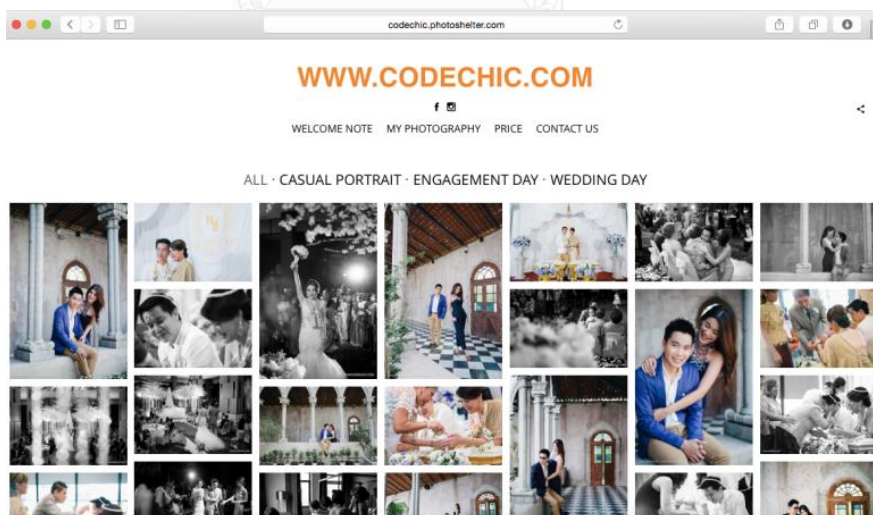 codechic.photoshelter.com
WWW.CODECHIC.COM
WELCOME NOTE MY PHOTOGRAPHY PRICE CONTACT US
ALL · CASUAL PORTRAIT · ENGAGEMENT DAY · WEDDING DAY